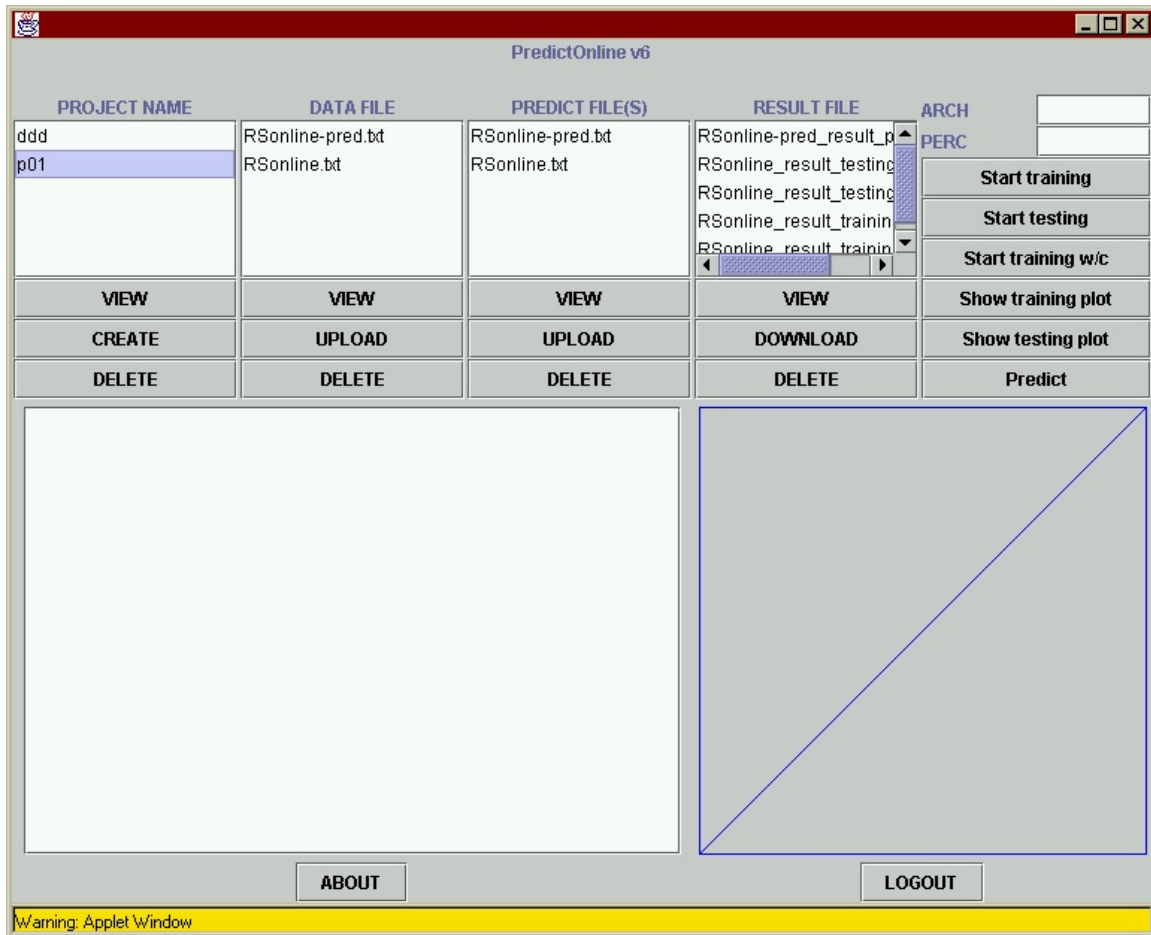 PredictOnline v6
PROJECT NAME
DATA FILE
PREDICT FILE(S)
RESULT FILE
ARCH
PERC
ddd
p01
RSonline-pred.txt
RSonline.txt
RSonline-pred.txt
RSonline.txt
RSonline-pred_result_p
RSonline_result_testing
RSonline_result_testing
RSonline_result_trainin
RSonline_result_trainin
Start training
Start testing
Start training w/c
VIEW
VIEW
VIEW
VIEW
Show training plot
CREATE
UPLOAD
UPLOAD
DOWNLOAD
Show testing plot
DELETE
DELETE
DELETE
DELETE
Predict
ABOUT
LOGOUT
Warning: Applet Window